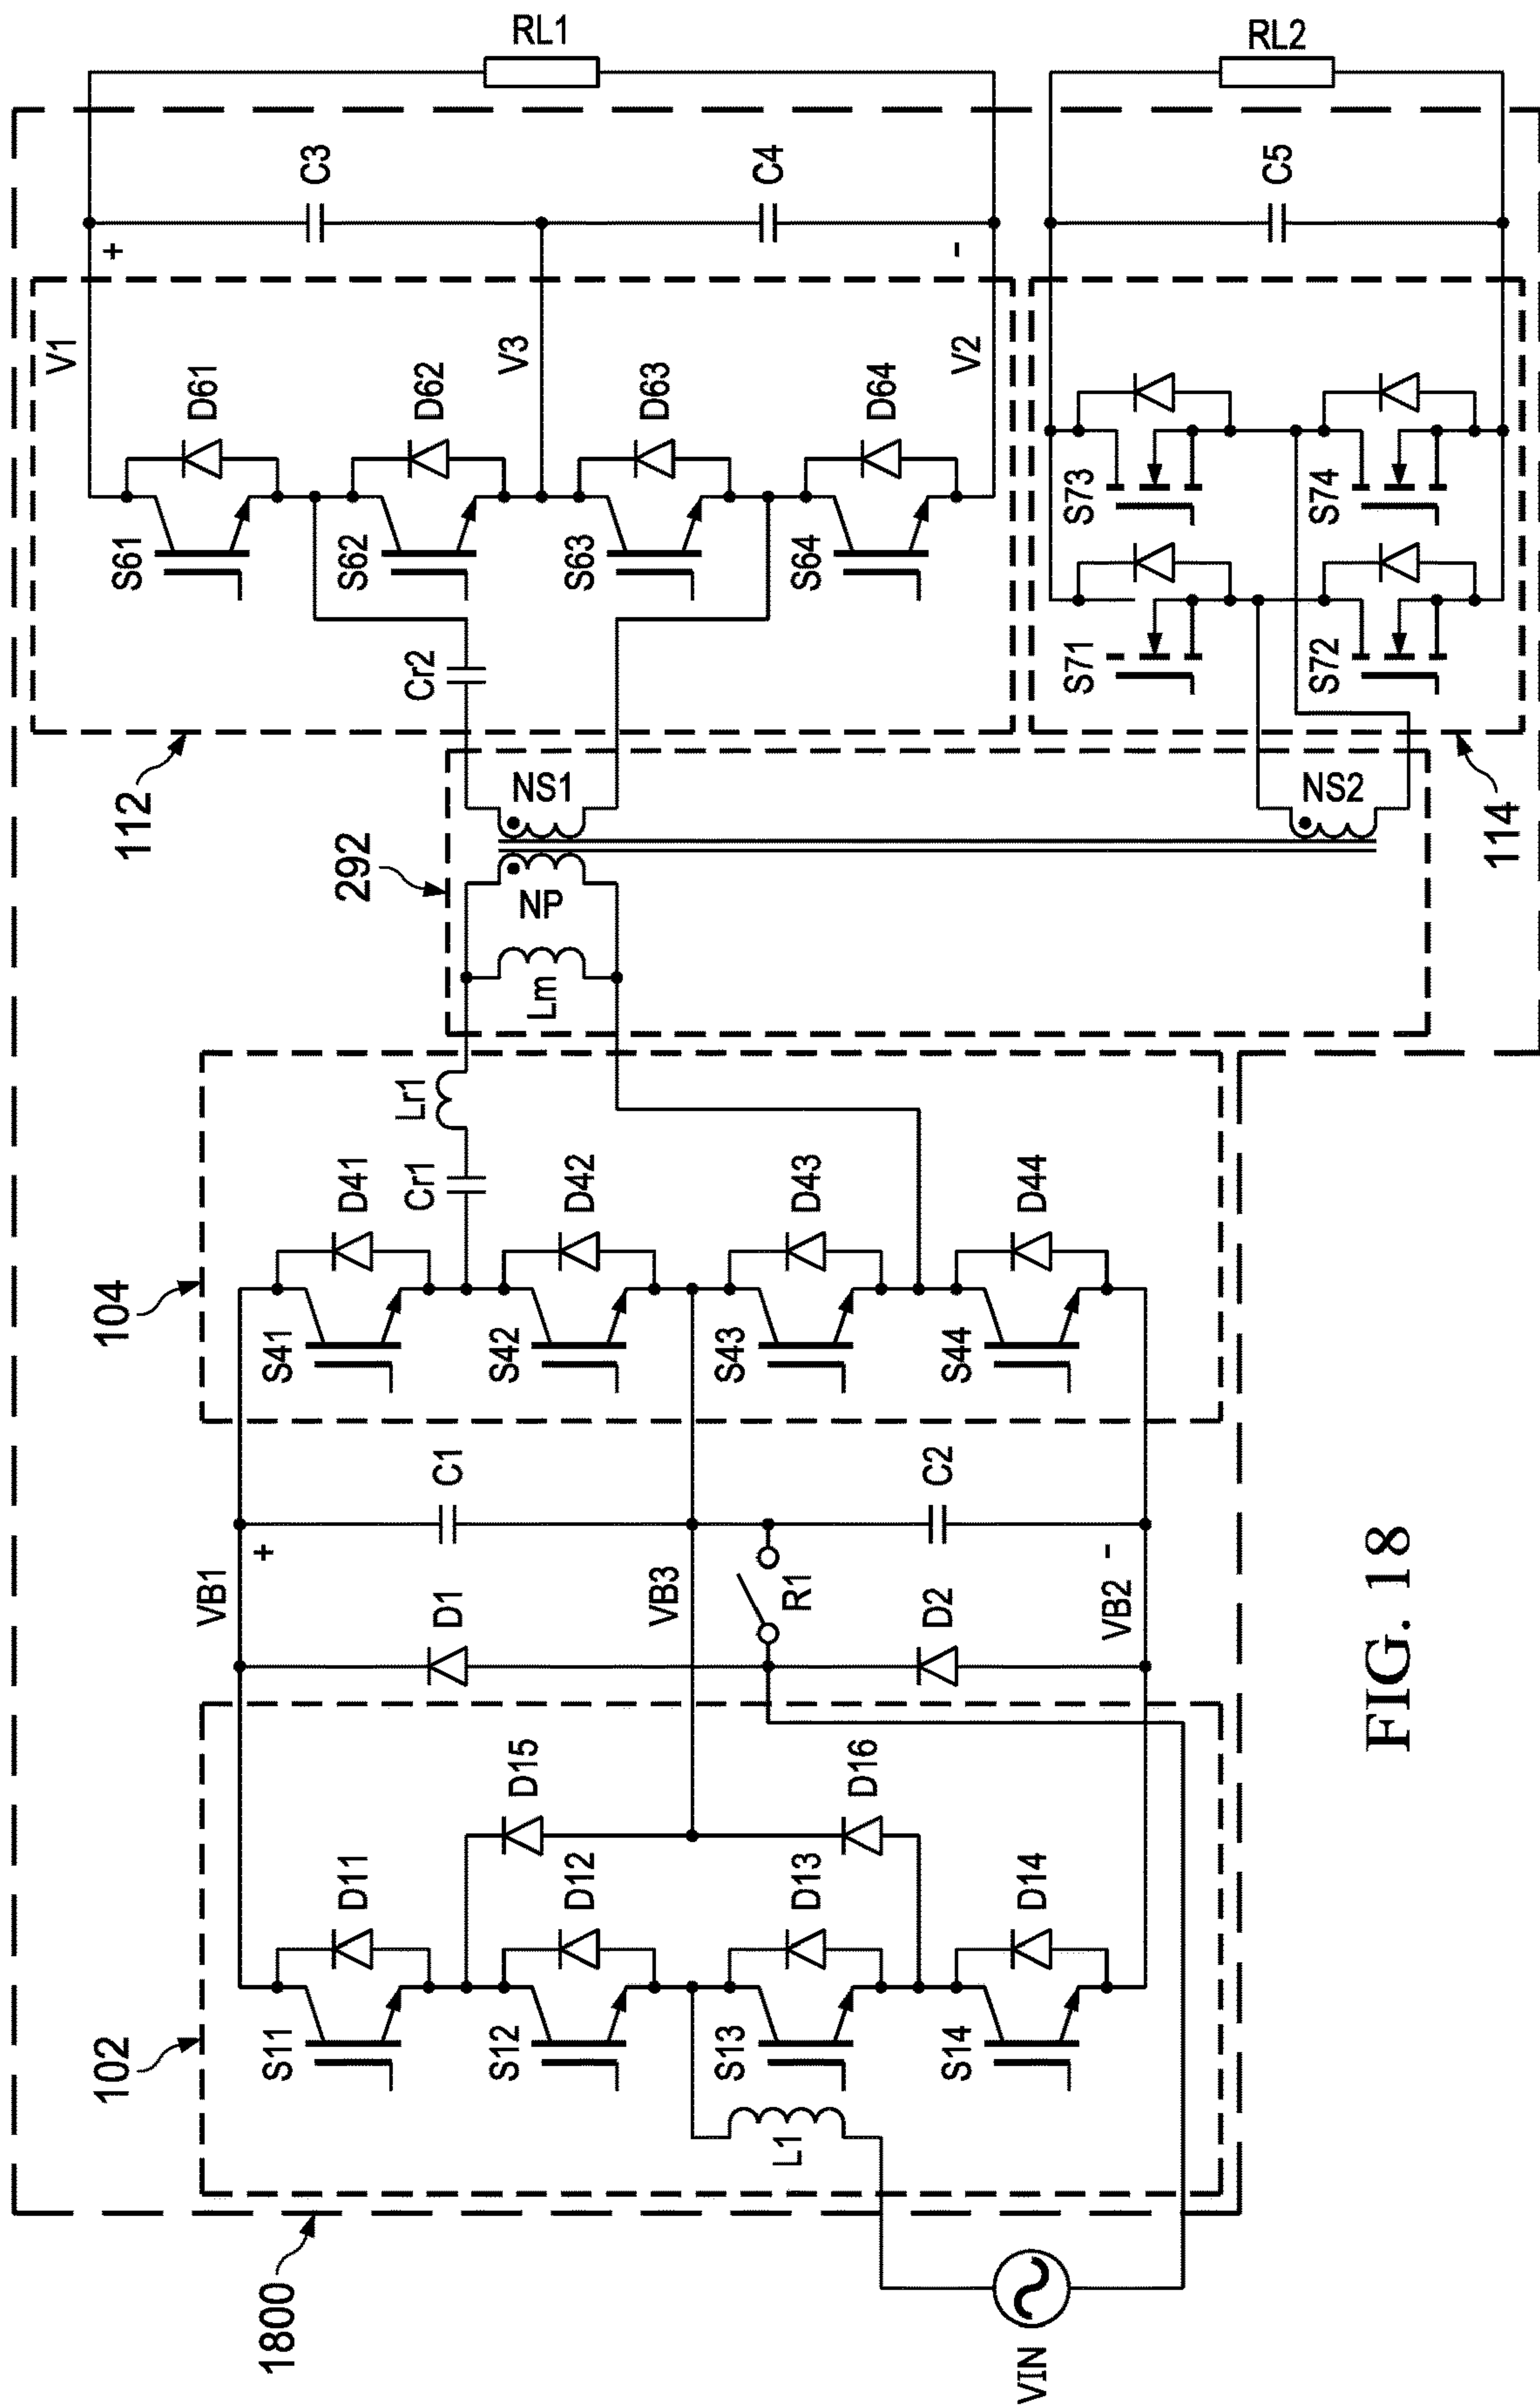 1800
102
104
292
112
114
VIN
L1
S11
D11
S12
D12
S13
D13
S14
D14
D15
D16
VB1
+
D1
C1
VB3
R1
D2
C2
VB2
-
S41
D41
S42
D42
S43
D43
S44
D44
Cr1
Lr1
Lm
NP
NS1
NS2
Cr2
S61
D61
S62
D62
S63
D63
S64
D64
V1
+
V3
V2
-
C3
C4
RL1
S71
S73
S72
S74
C5
RL2
FIG. 18